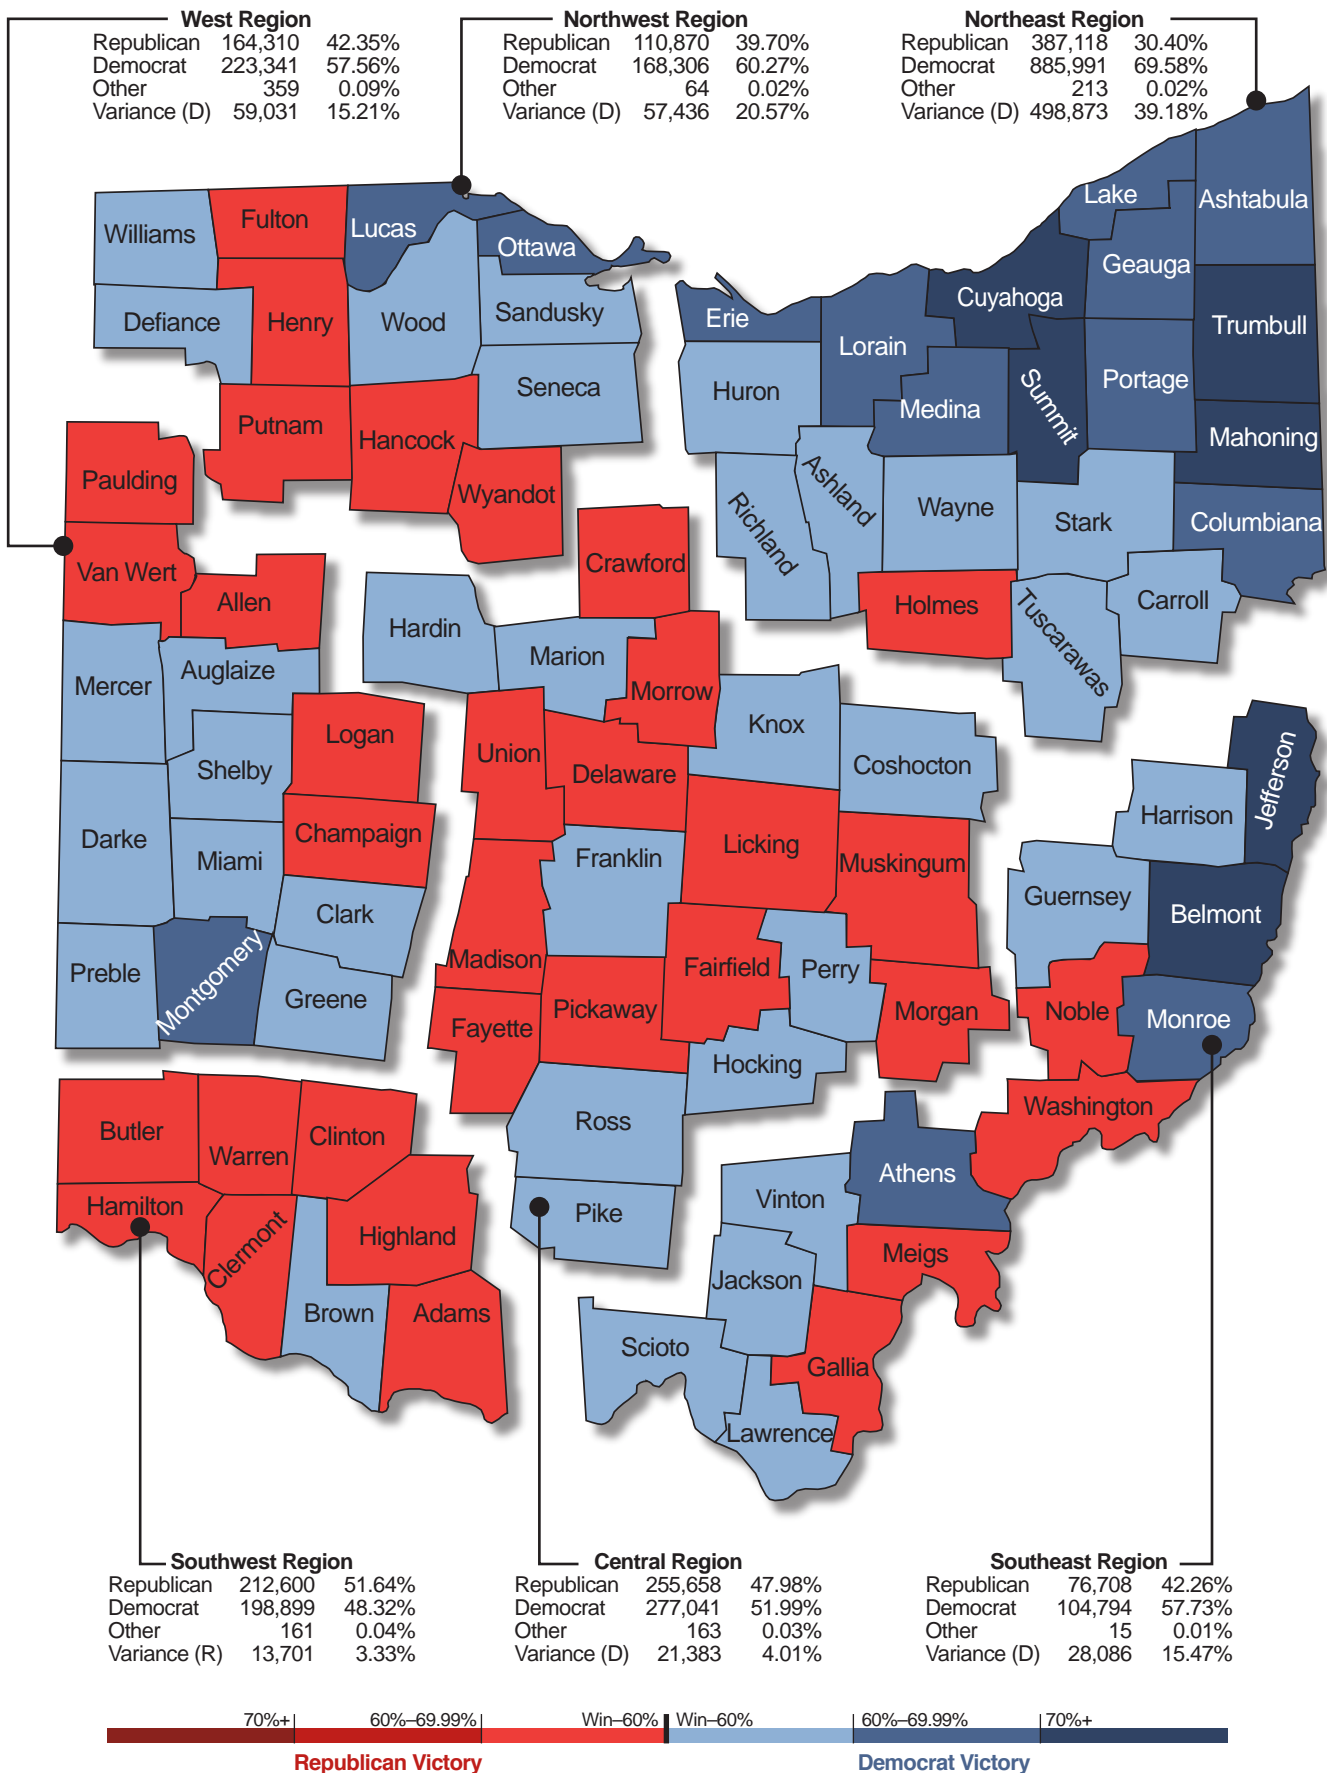 West Region
Republican 164,310 42.35%
Democrat 223,341 57.56%
Other 359 0.09%
Variance (D) 59,031 15.21%
Northwest Region
Republican 110,870 39.70%
Democrat 168,306 60.27%
Other 64 0.02%
Variance (D) 57,436 20.57%
Northeast Region
Republican 387,118 30.40%
Democrat 885,991 69.58%
Other 213 0.02%
Variance (D) 498,873 39.18%
Williams
Fulton
Lucas
Ottawa
Defiance
Henry
Wood
Sandusky
Seneca
Putnam
Hancock
Wyandot
Lake
Ashtabula
Geauga
Cuyahoga
Erie
Lorain
Trumbull
Huron
Medina
Summit
Portage
Mahoning
Richland
Ashland
Wayne
Stark
Columbiana
Holmes
Tuscarawas
Carroll
Paulding
Van Wert
Allen
Mercer
Auglaize
Shelby
Logan
Darke
Miami
Champaign
Clark
Preble
Montgomery
Greene
Crawford
Hardin
Marion
Morrow
Union
Delaware
Knox
Coshocton
Franklin
Licking
Muskingum
Madison
Fairfield
Perry
Fayette
Pickaway
Morgan
Hocking
Ross
Pike
Jefferson
Harrison
Guernsey
Belmont
Noble
Monroe
Washington
Athens
Vinton
Meigs
Jackson
Scioto
Gallia
Lawrence
Butler
Warren
Clinton
Hamilton
Clermont
Highland
Brown
Adams
Southwest Region
Republican 212,600 51.64%
Democrat 198,899 48.32%
Other 161 0.04%
Variance (R) 13,701 3.33%
Central Region
Republican 255,658 47.98%
Democrat 277,041 51.99%
Other 163 0.03%
Variance (D) 21,383 4.01%
Southeast Region
Republican 76,708 42.26%
Democrat 104,794 57.73%
Other 15 0.01%
Variance (D) 28,086 15.47%
70%+ 60%–69.99% Win–60% Win–60% 60%–69.99% 70%+
Republican Victory Democrat Victory